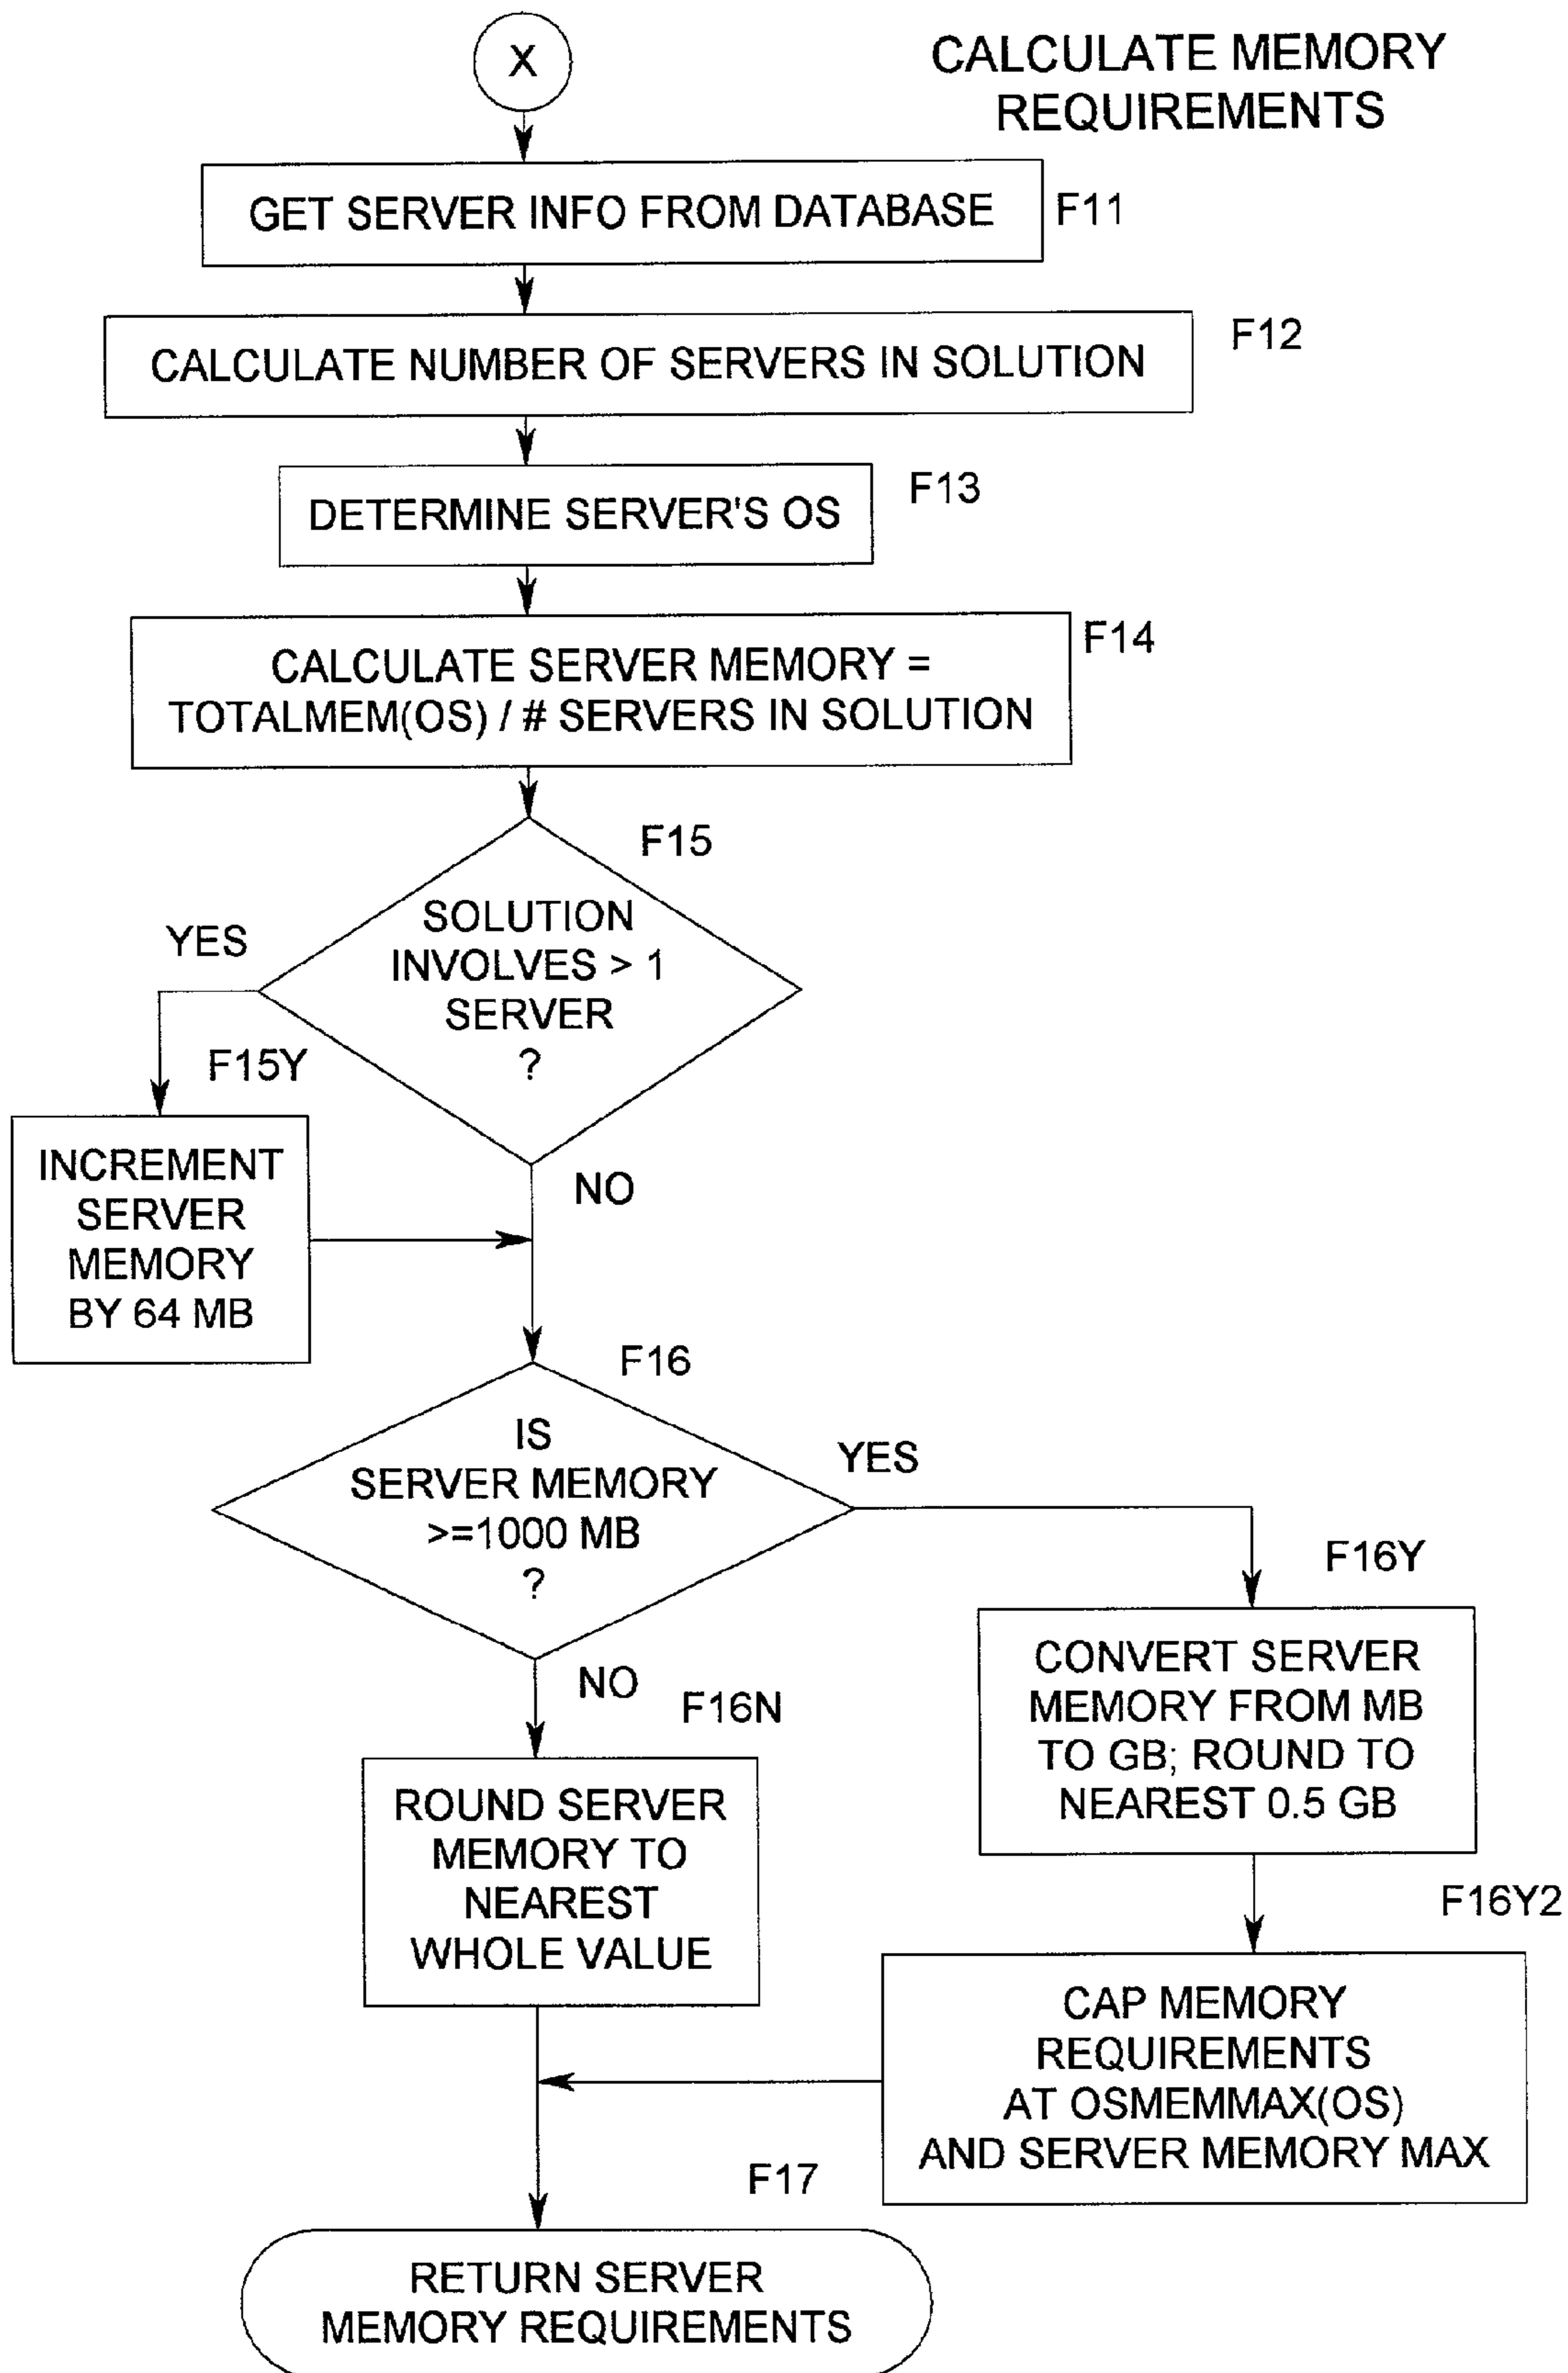 X
CALCULATE MEMORY
REQUIREMENTS
GET SERVER INFO FROM DATABASE
F11
CALCULATE NUMBER OF SERVERS IN SOLUTION
F12
DETERMINE SERVER'S OS
F13
CALCULATE SERVER MEMORY =
TOTALMEM(OS) / # SERVERS IN SOLUTION
F14
F15
SOLUTION
INVOLVES > 1
SERVER
?
YES
F15Y
INCREMENT
SERVER
MEMORY
BY 64 MB
NO
F16
IS
SERVER MEMORY
>=1000 MB
?
YES
F16Y
CONVERT SERVER
MEMORY FROM MB
TO GB; ROUND TO
NEAREST 0.5 GB
NO
F16N
ROUND SERVER
MEMORY TO
NEAREST
WHOLE VALUE
F16Y2
CAP MEMORY
REQUIREMENTS
AT OSMEMMAX(OS)
AND SERVER MEMORY MAX
F17
RETURN SERVER
MEMORY REQUIREMENTS